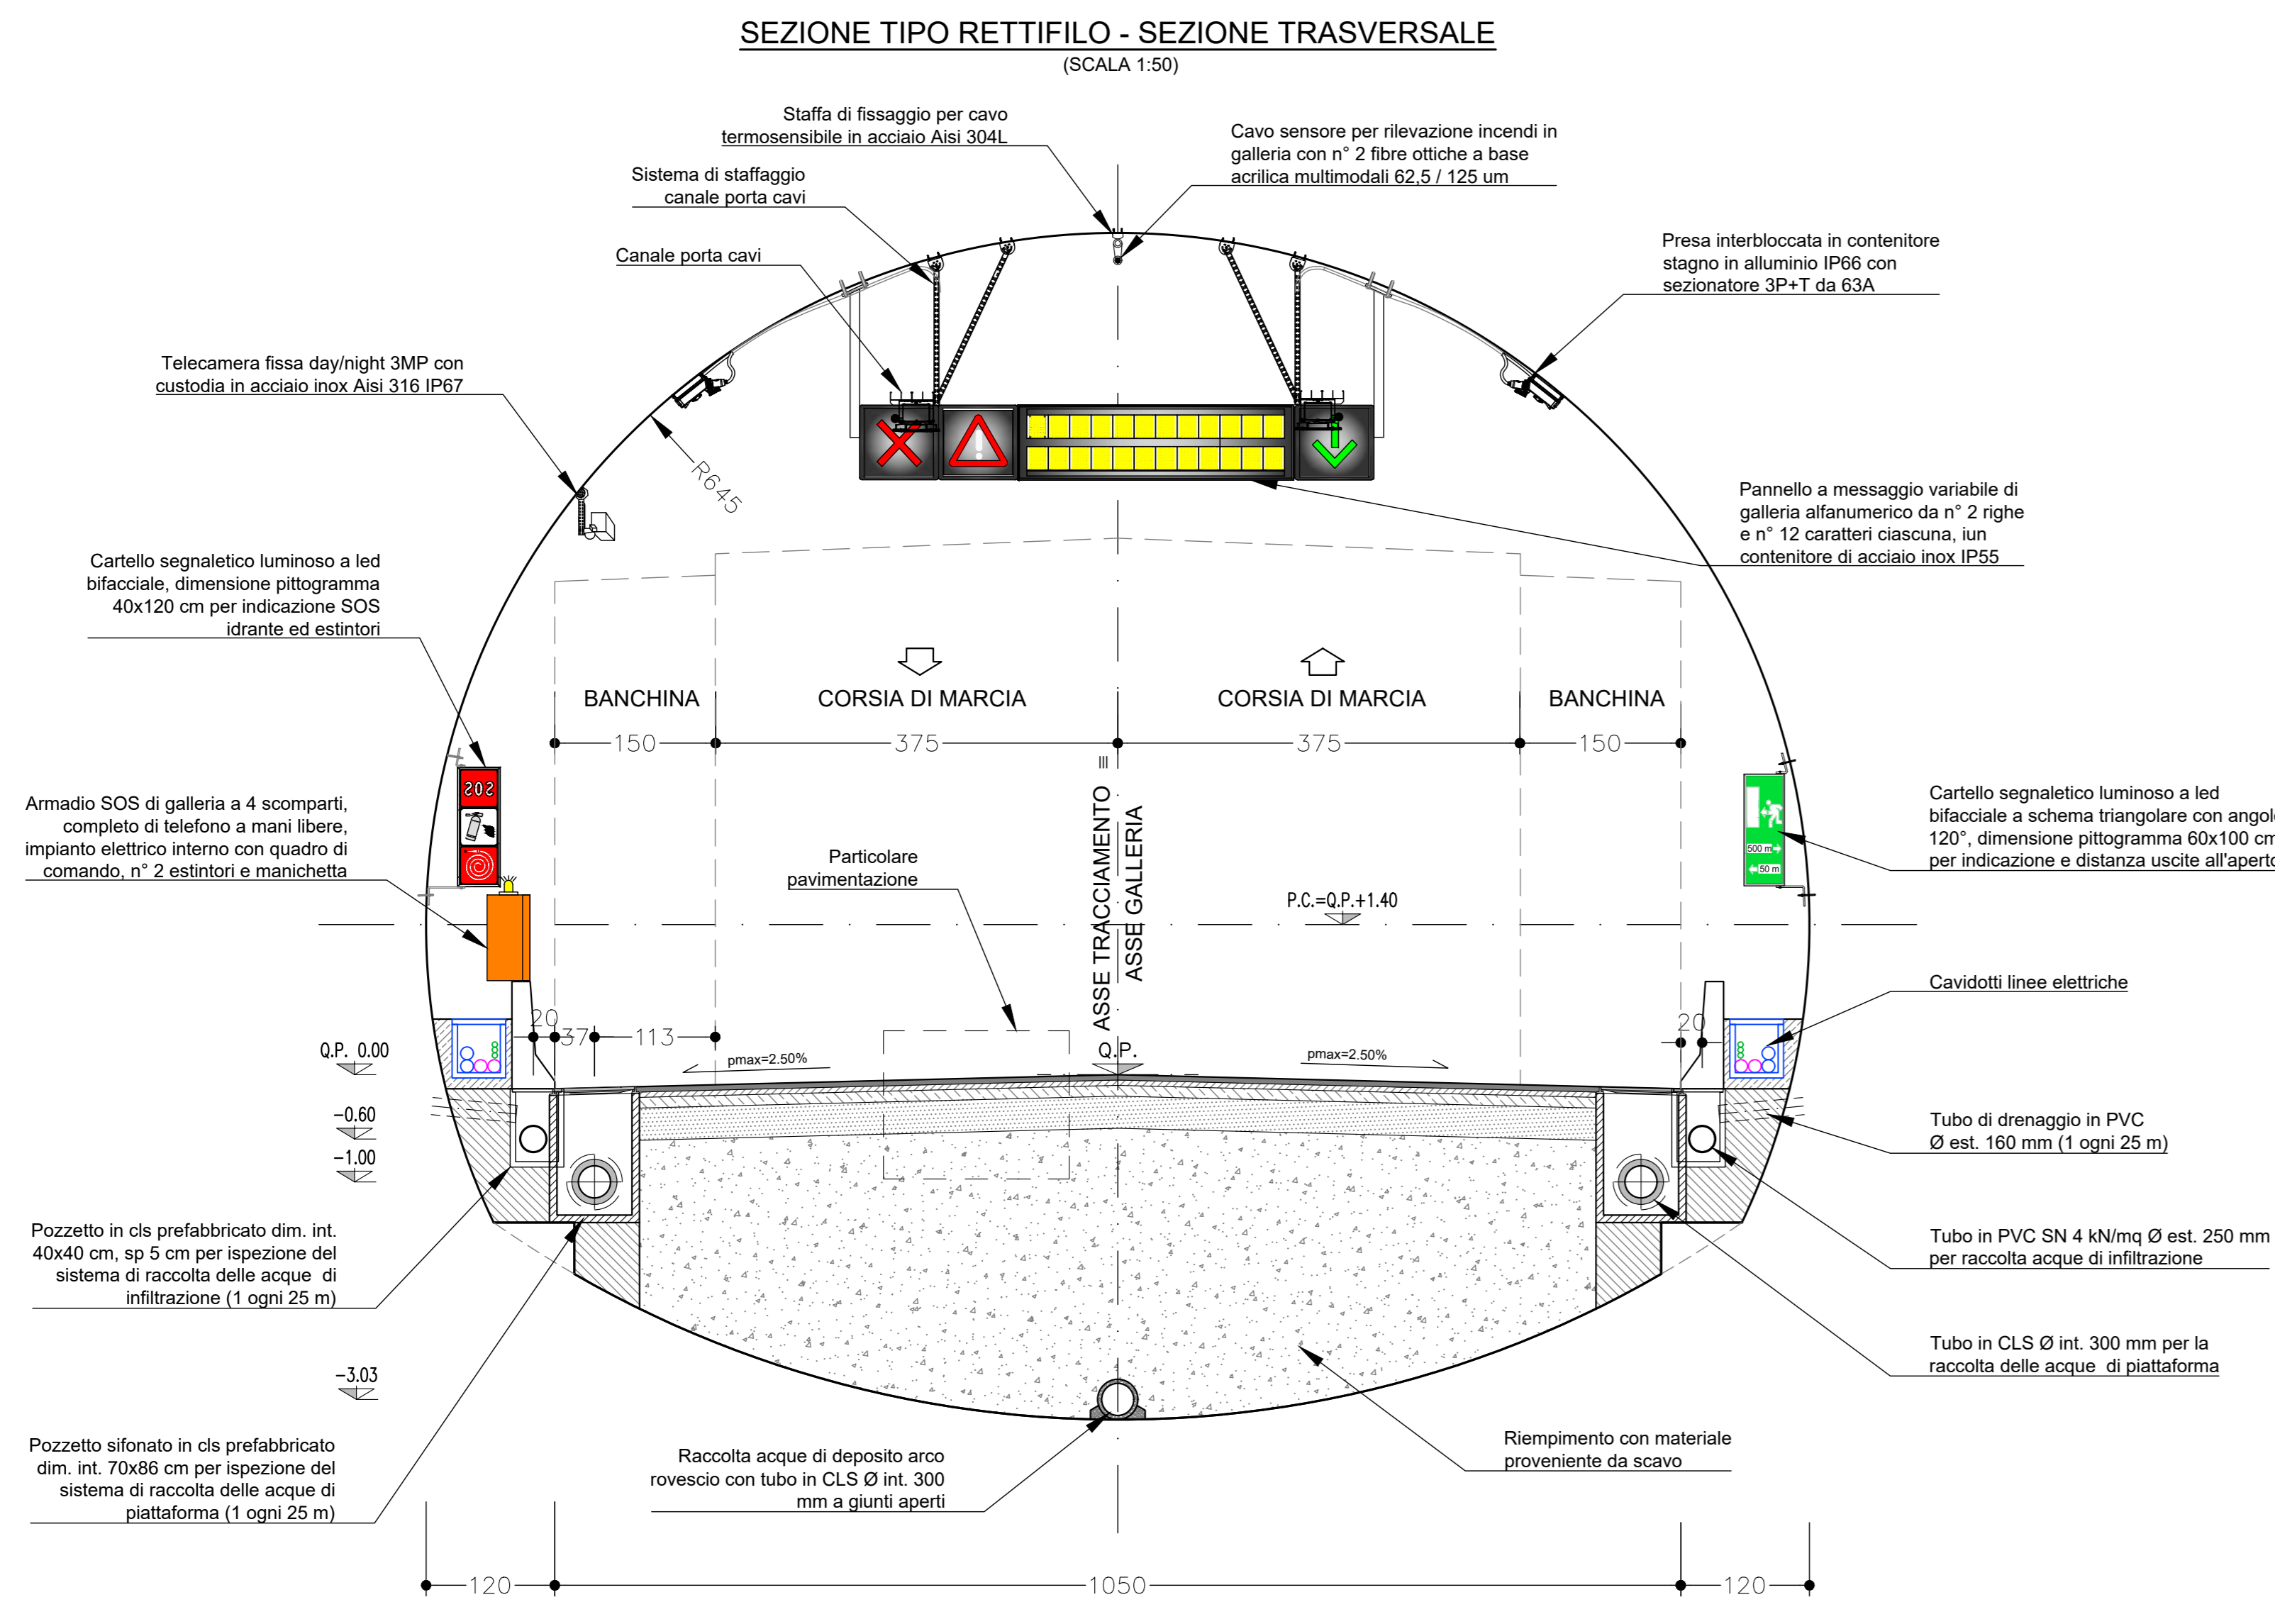 SEZIONE TIPO RETTIFILO - SEZIONE TRASVERSALE
(SCALA 1:50)
Staffa di fissaggio per cavo
termosensibile in acciaio Aisi 304L
Cavo sensore per rilevazione incendi in
galleria con n° 2 fibre ottiche a base
acrilica multimodali 62,5 / 125 um
Sistema di staffaggio
canale porta cavi
Canale porta cavi
Presa interbloccata in contenitore
stagno in alluminio IP66 con
sezionatore 3P+T da 63A
Telecamera fissa day/night 3MP con
custodia in acciaio inox Aisi 316 IP67
R645
Pannello a messaggio variabile di
galleria alfanumerico da n° 2 righe
e n° 12 caratteri ciascuna, iun
contenitore di acciaio inox IP55
Cartello segnaletico luminoso a led
bifacciale, dimensione pittogramma
40x120 cm per indicazione SOS
idrante ed estintori
BANCHINA
CORSIA DI MARCIA
CORSIA DI MARCIA
BANCHINA
150
375
375
150
SOS
Armadio SOS di galleria a 4 scomparti,
completo di telefono a mani libere,
impianto elettrico interno con quadro di
comando, n° 2 estintori e manichetta
Particolare
pavimentazione
ASSE TRACCIAMENTO =
ASSE GALLERIA
P.C.=Q.P.+1.40
500 m
50 m
Cartello segnaletico luminoso a led
bifacciale a schema triangolare con angolo
120°, dimensione pittogramma 60x100 cm
per indicazione e distanza uscite all'aperto
Cavidotti linee elettriche
20
37
113
20
Q.P. 0.00
pmax=2.50%
Q.P.
pmax=2.50%
-0.60
-1.00
Tubo di drenaggio in PVC
Ø est. 160 mm (1 ogni 25 m)
Pozzetto in cls prefabbricato dim. int.
40x40 cm, sp 5 cm per ispezione del
sistema di raccolta delle acque di
infiltrazione (1 ogni 25 m)
Tubo in PVC SN 4 kN/mq Ø est. 250 mm
per raccolta acque di infiltrazione
Tubo in CLS Ø int. 300 mm per la
raccolta delle acque di piattaforma
-3.03
Pozzetto sifonato in cls prefabbricato
dim. int. 70x86 cm per ispezione del
sistema di raccolta delle acque di
piattaforma (1 ogni 25 m)
Raccolta acque di deposito arco
rovescio con tubo in CLS Ø int. 300
mm a giunti aperti
Riempimento con materiale
proveniente da scavo
120
1050
120